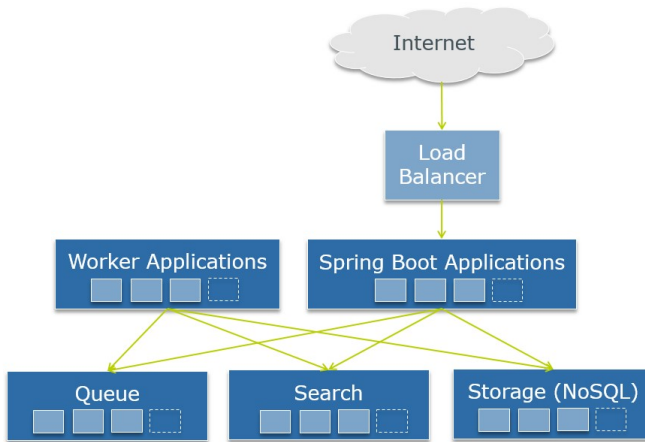 Internet
Load
Balancer
Worker Applications
Spring Boot Applications
Queue
Search
Storage (NoSQL)